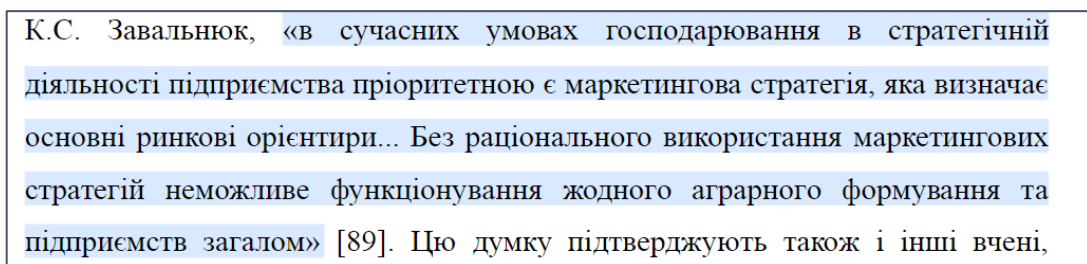 К.С. Завальнюк, «в сучасних умовах господарювання в стратегічній
діяльності підприємства пріоритетною є маркетингова стратегія, яка визначає
основні ринкові орієнтири... Без раціонального використання маркетингових
стратегій неможливе функціонування жодного аграрного формування та
підприємств загалом» [89]. Цю думку підтверджують також і інші вчені,